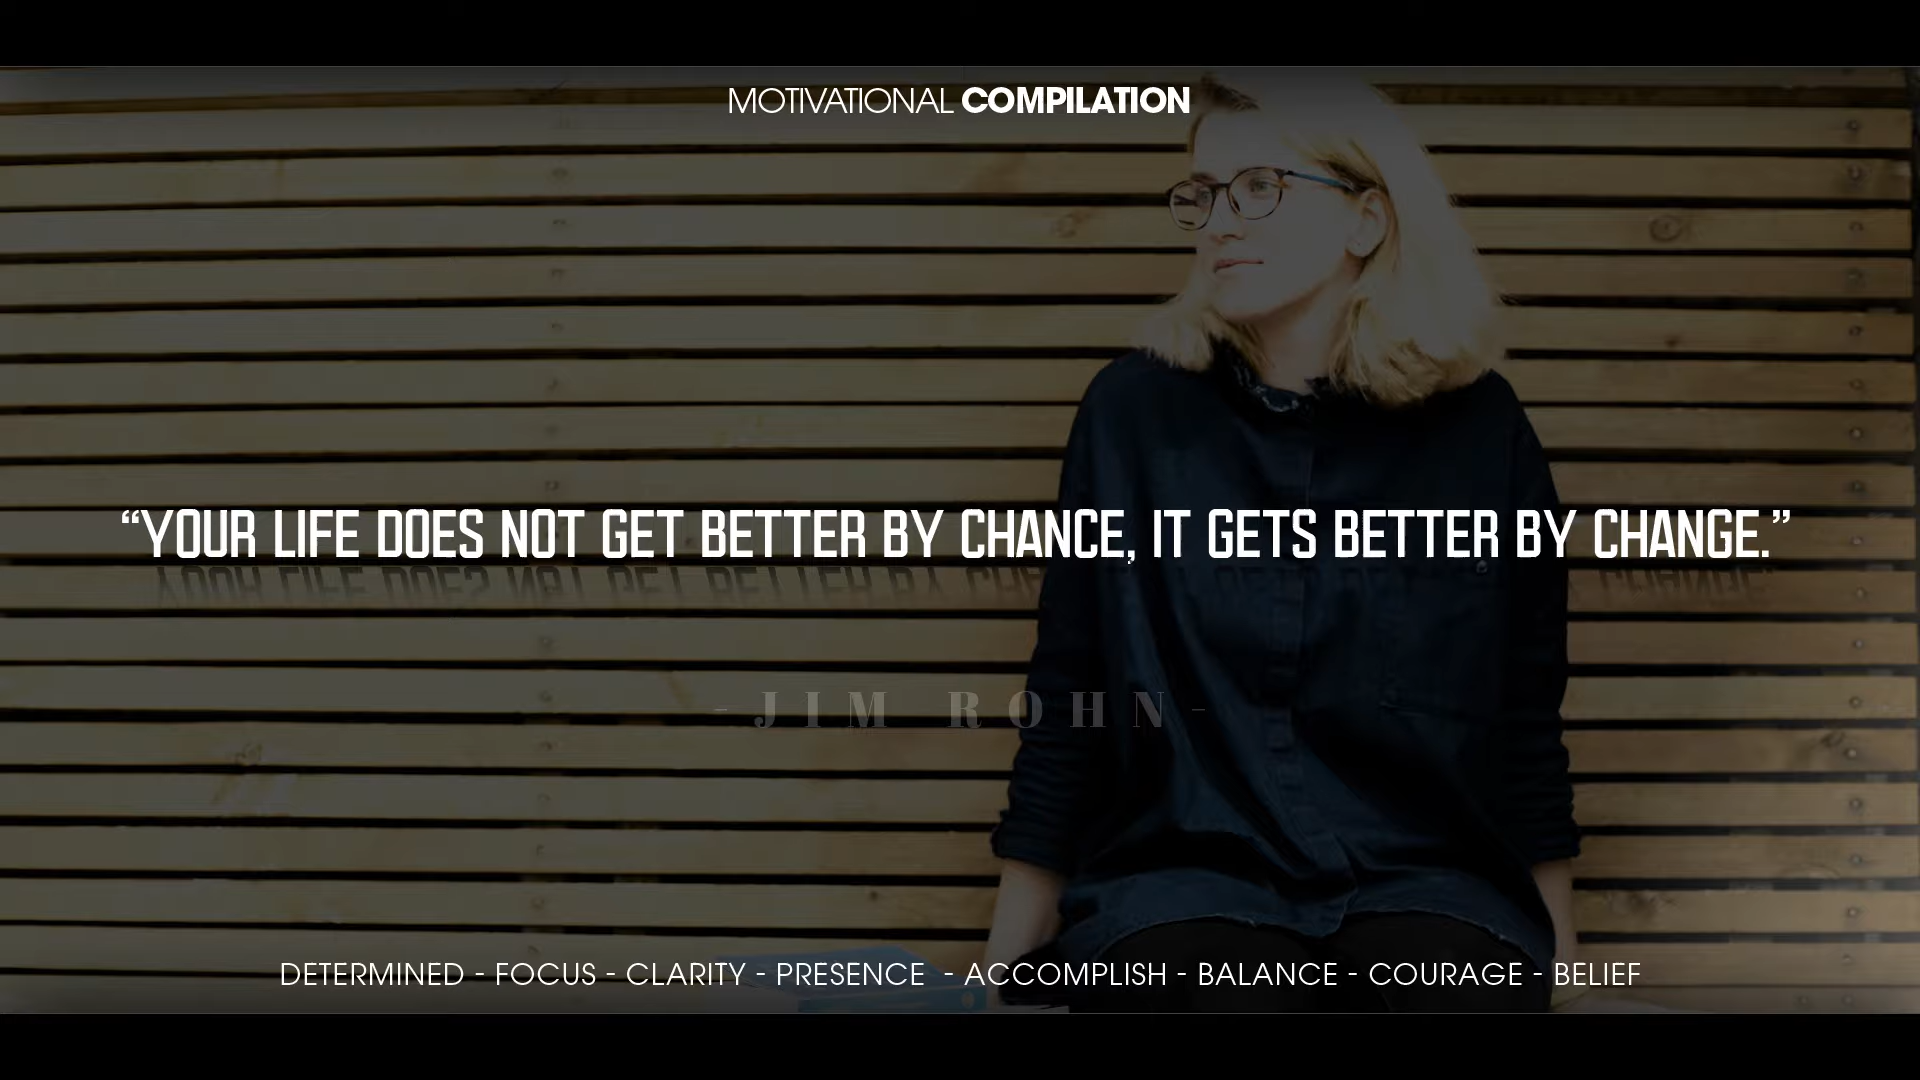 MOTIVATIONAL COMPILATION
“YOUR LIFE DOES NOT GET BETTER BY CHANCE, IT GETS BETTER BY CHANGE.”
-JIM ROHN-
DETERMINED - FOCUS - CLARITY - PRESENCE - ACCOMPLISH - BALANCE - COURAGE - BELIEF